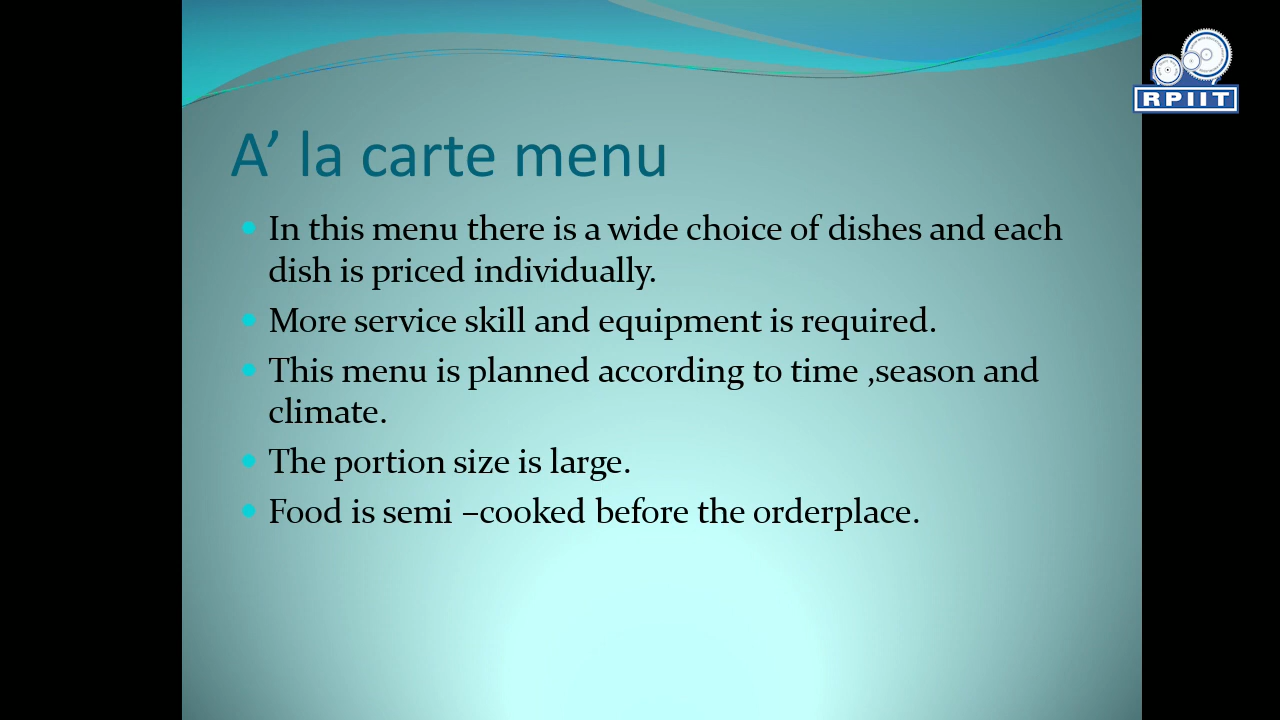 RPIIT
A’ la carte menu
In this menu there is a wide choice of dishes and each
dish is priced individually.
More service skill and equipment is required.
This menu is planned according to time ,season and
climate.
The portion size is large.
Food is semi –cooked before the orderplace.